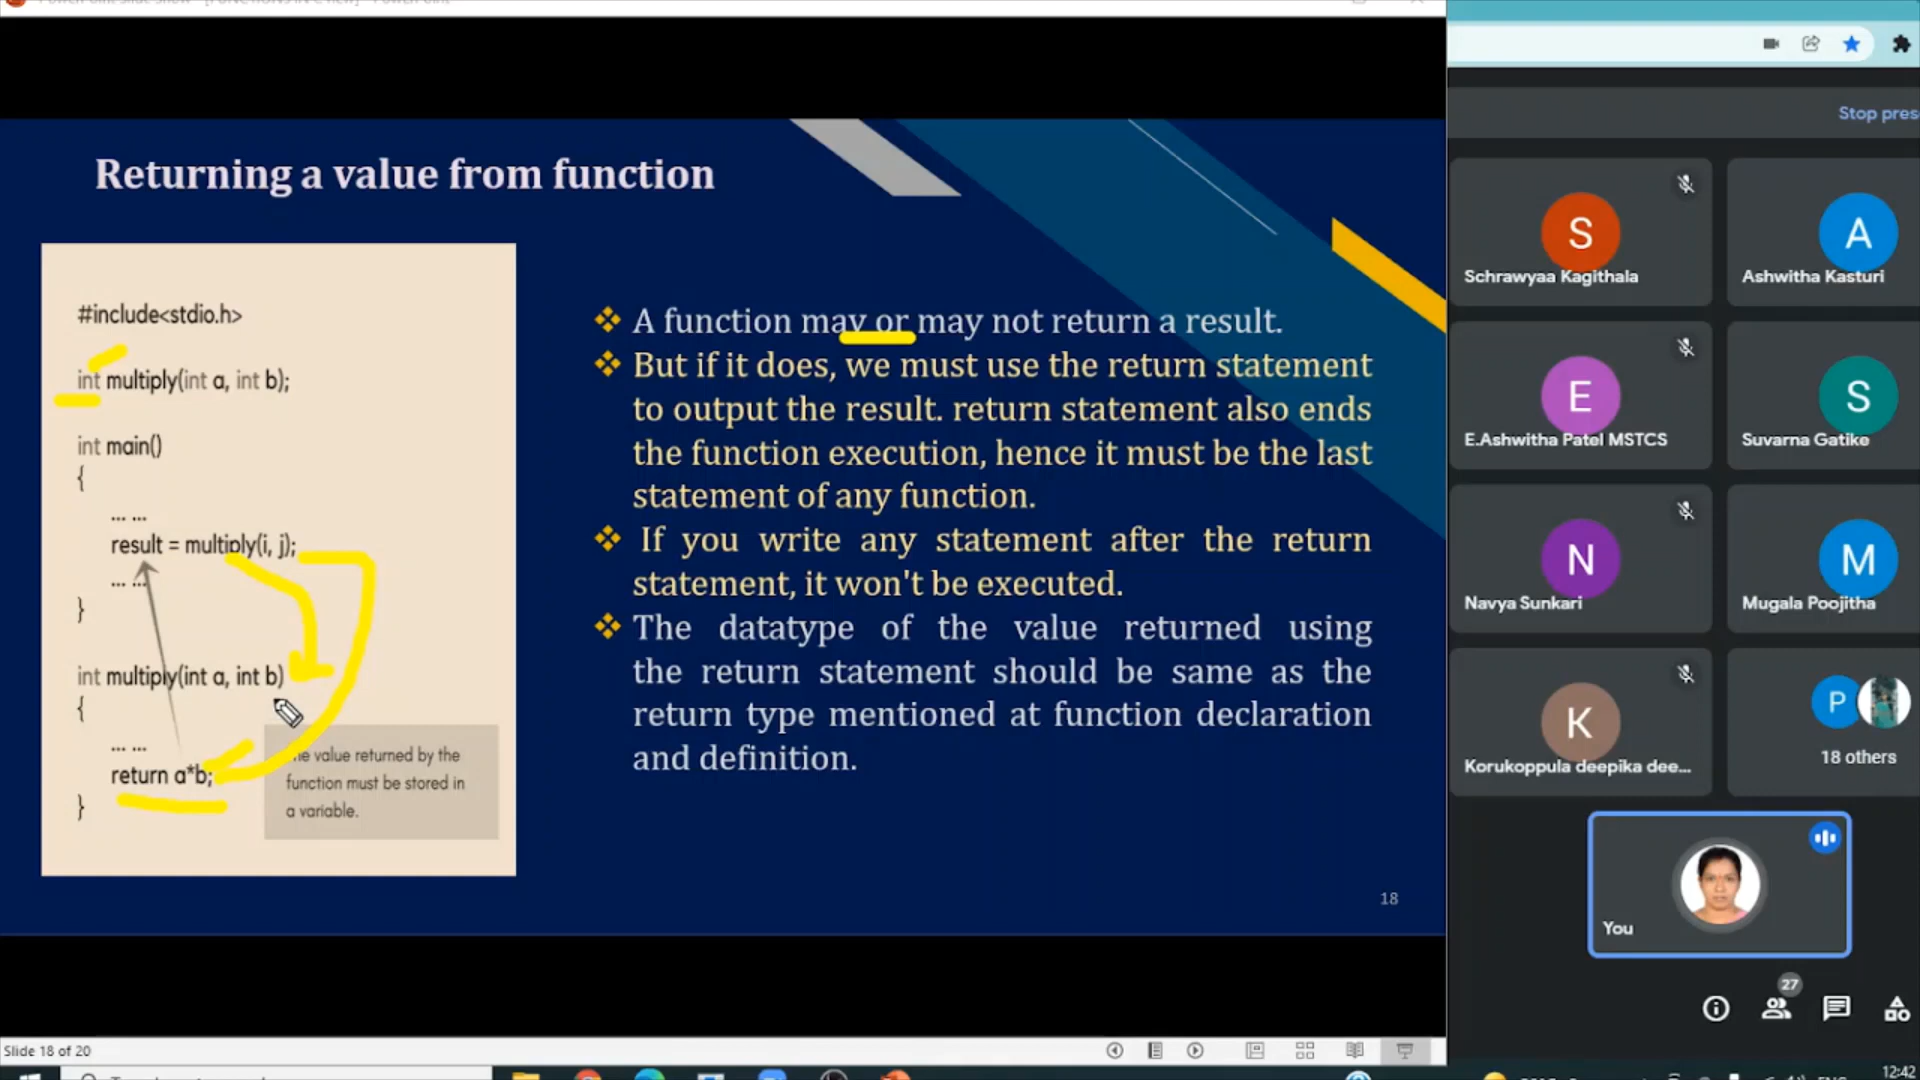 Stop pres
Returning a value from function
#include<stdio.h>
int multiply(int a, int b);
int main()
{
... ...
result = multiply(i, j);
... ...
}
int multiply(int a, int b)
{
... ...
return a*b;
}
value returned by the
function must be stored in
a variable.
❖ A function may or may not return a result.
❖ But if it does, we must use the return statement
to output the result. return statement also ends
the function execution, hence it must be the last
statement of any function.
❖ If you write any statement after the return
statement, it won't be executed.
❖ The datatype of the value returned using
the return statement should be same as the
return type mentioned at function declaration
and definition.
18
S
Schrawyaa Kagithala
A
Ashwitha Kasturi
E
E.Ashwitha Patel MSTCS
S
Suvarna Gatike
N
Navya Sunkari
M
Mugala Poojitha
K
Korukoppula deepika dee...
P
18 others
You
27
Slide 18 of 20
12:42